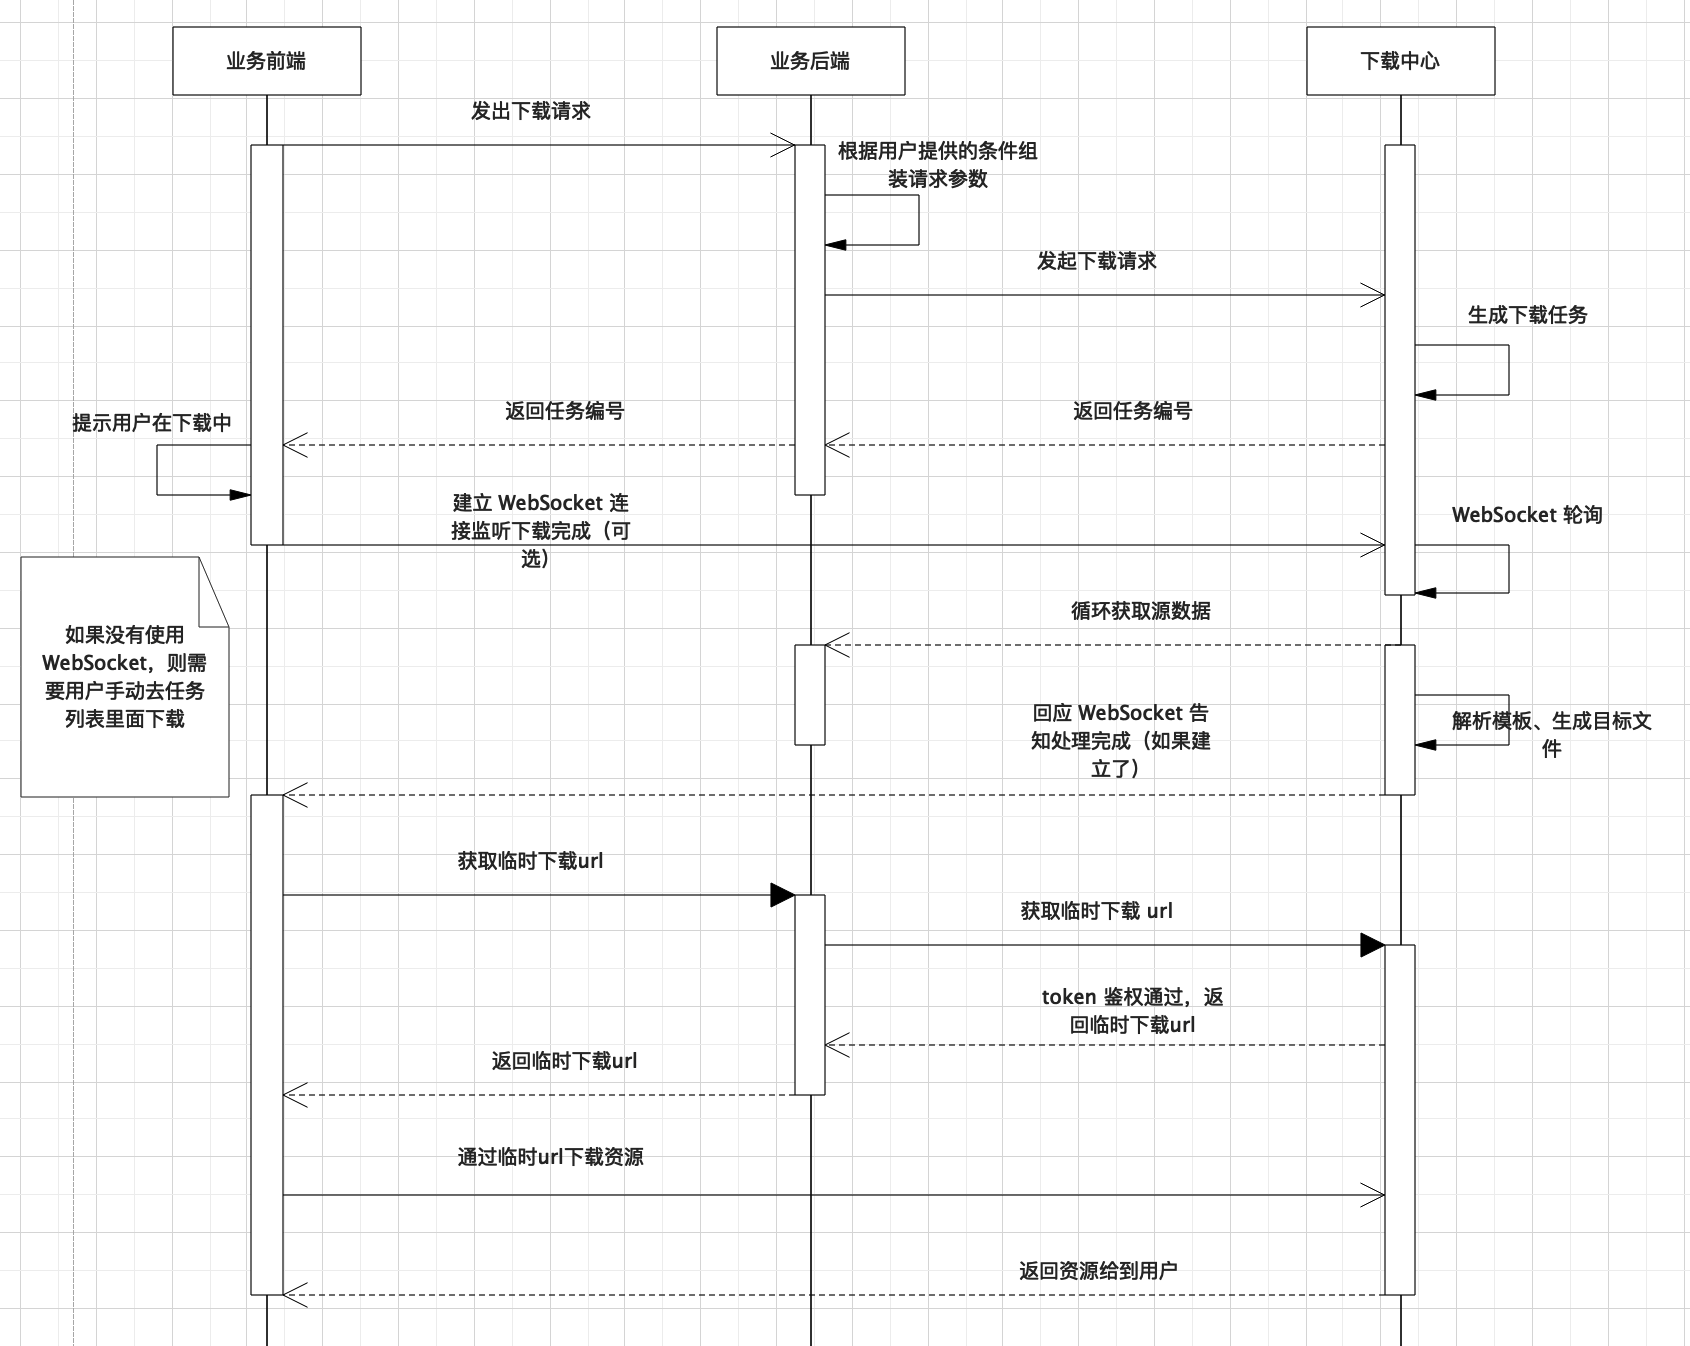 业务前端
业务后端
下载中心
发出下载请求
根据用户提供的条件组
装请求参数
发起下载请求
生成下载任务
返回任务编号
返回任务编号
提示用户在下载中
建立 WebSocket 连
接监听下载完成（可
选）
WebSocket 轮询
如果没有使用
WebSocket，则需
要用户手动去任务
列表里面下载
循环获取源数据
回应 WebSocket 告
知处理完成（如果建
立了）
解析模板、生成目标文
件
获取临时下载url
获取临时下载 url
token 鉴权通过，返
回临时下载url
返回临时下载url
通过临时url下载资源
返回资源给到用户